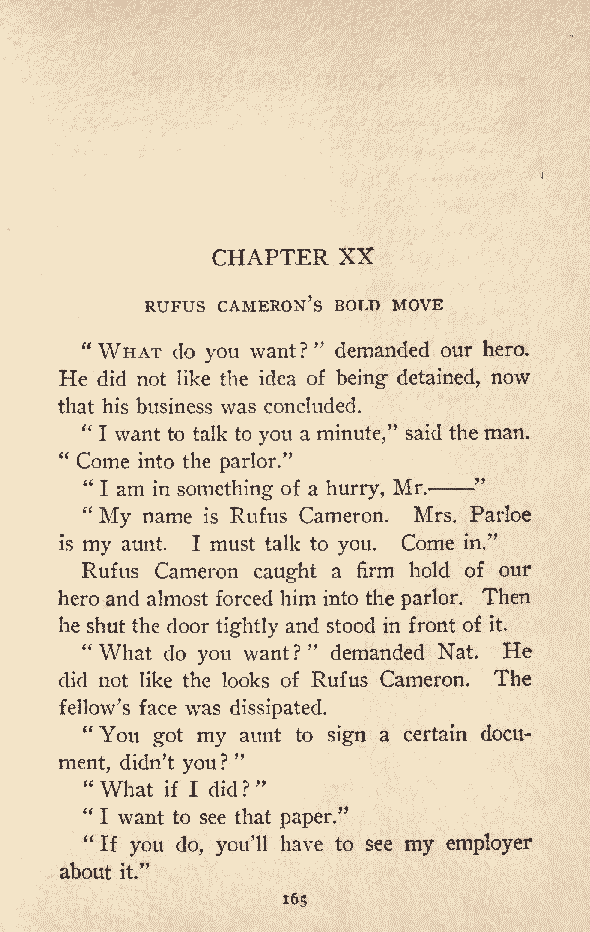 CHAPTER XX
RUFUS CAMERON'S BOLD MOVE
" WHAT do you want? " demanded our hero.
He did not like the idea of being detained, now
that his business was concluded.
" I want to talk to you a minute," said the man.
" Come into the parlor."
" I am in something of a hurry, Mr.——"
" My name is Rufus Cameron. Mrs. Parloe
is my aunt. I must talk to you. Come in."
Rufus Cameron caught a firm hold of our
hero and almost forced him into the parlor. Then
he shut the door tightly and stood in front of it.
" What do you want? " demanded Nat. He
did not like the looks of Rufus Cameron. The
fellow's face was dissipated.
" You got my aunt to sign a certain docu-
ment, didn't you? "
" What if I did? "
" I want to see that paper."
" If you do, you'll have to see my employer
about it."
165